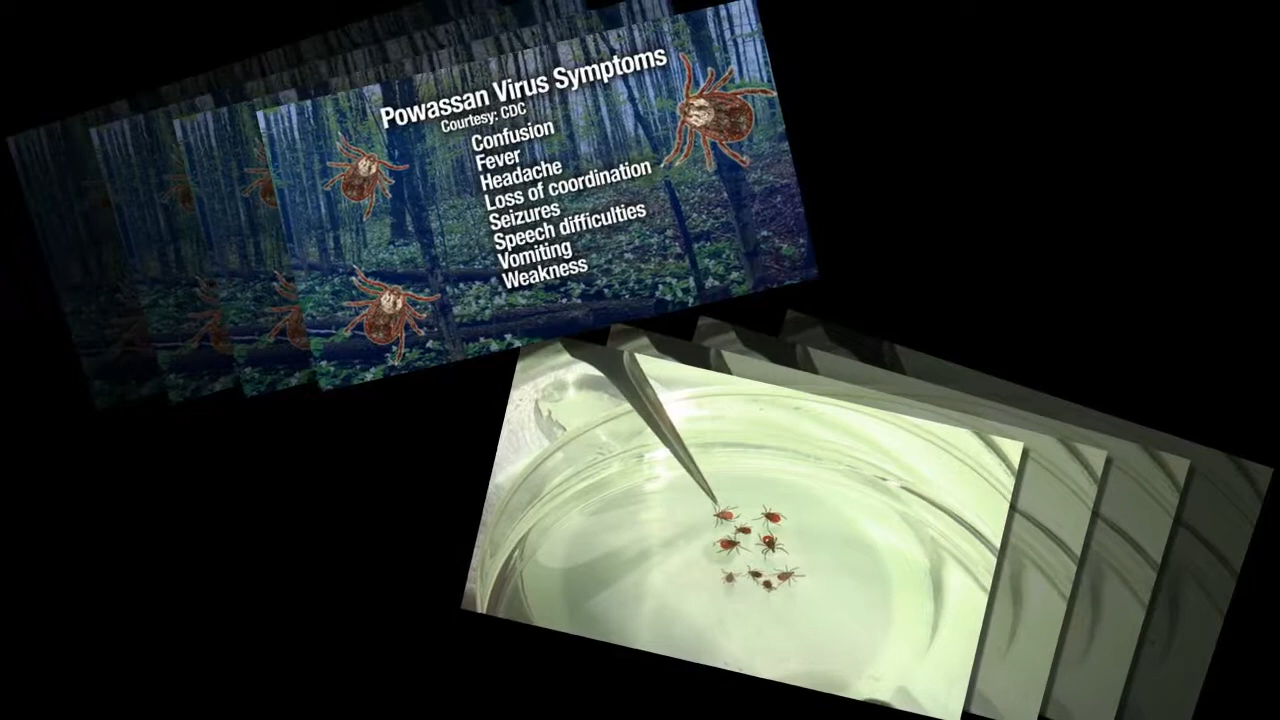 Powassan Virus Symptoms
Courtesy: CDC
Confusion
Fever
Headache
Loss of coordination
Seizures
Speech difficulties
Vomiting
Weakness